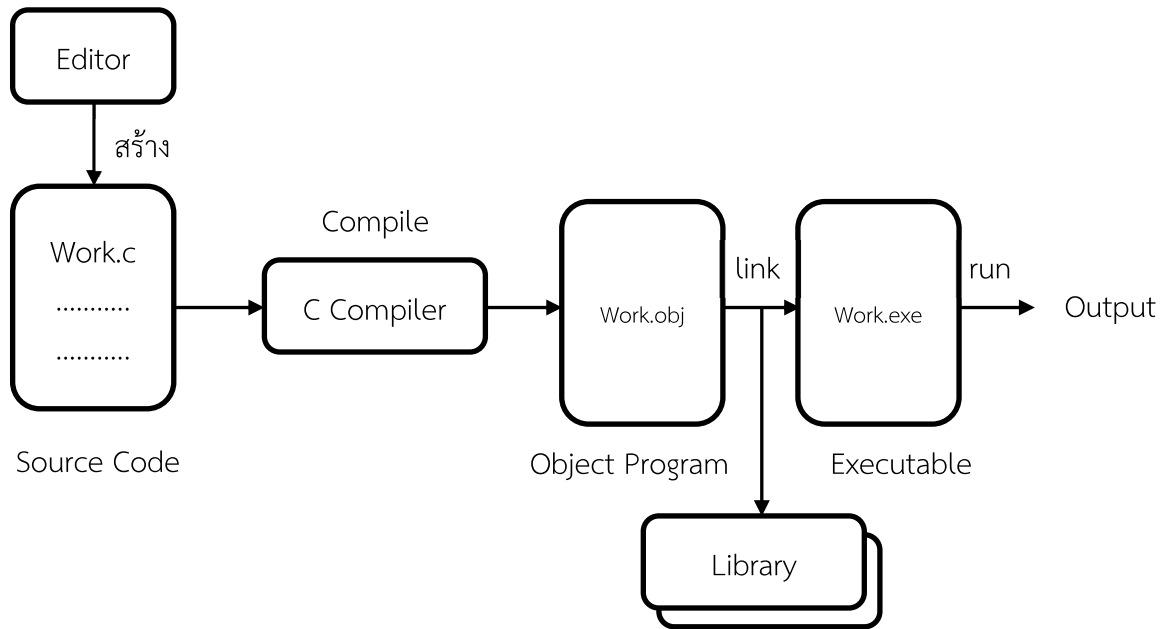 Editor
สร้าง
Work.c
...........
...........
Source Code
Compile
C Compiler
Work.obj
Object Program
link
Work.exe
Executable
run
Output
Library